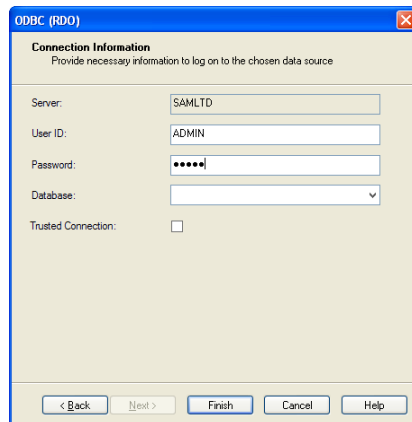 ODBC (RDO)
Connection Information
Provide necessary information to log on to the chosen data source
Server: SAMLTD
User ID: ADMIN
Password: •••••
Database:
Trusted Connection:
< Back Next > Finish Cancel Help